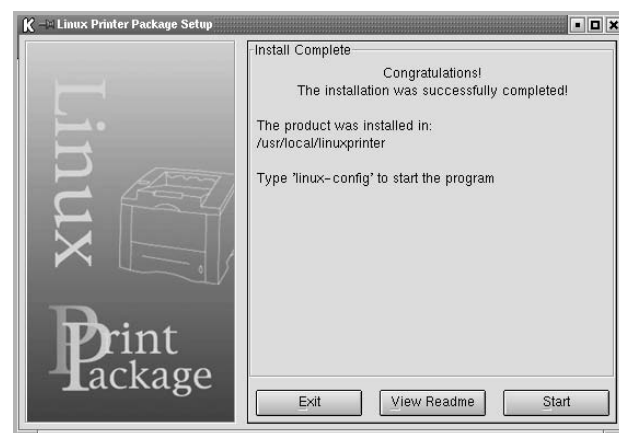 Linux Printer Package Setup
Linux
Print
Package
Install Complete
Congratulations!
The installation was successfully completed!
The product was installed in:
/usr/local/linuxprinter
Type 'linux-config' to start the program
Exit
View Readme
Start